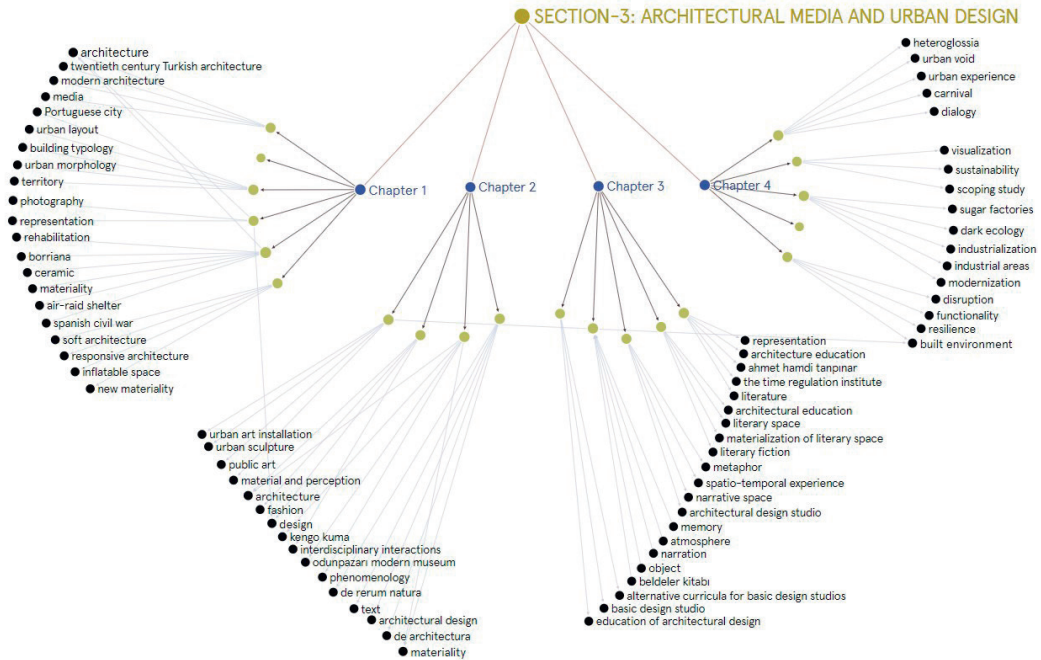 SECTION-3: ARCHITECTURAL MEDIA AND URBAN DESIGN
architecture
twentieth century Turkish architecture
modern architecture
media
Portuguese city
urban layout
building typology
urban morphology
territory
photography
representation
rehabilitation
borriana
ceramic
materiality
air-raid shelter
spanish civil war
soft architecture
responsive architecture
inflatable space
new materiality
Chapter 1
Chapter 2
Chapter 3
Chapter 4
heteroglossia
urban void
urban experience
carnival
dialogy
visualization
sustainability
scoping study
sugar factories
dark ecology
industrialization
industrial areas
modernization
disruption
functionality
resilience
built environment
urban art installation
urban sculpture
public art
material and perception
architecture
fashion
design
kengo kuma
interdisciplinary interactions
odunpazarı modern museum
phenomenology
de rerum natura
text
architectural design
de architectura
materiality
representation
architecture education
ahmet hamdi tanpınar
the time regulation institute
literature
architectural education
literary space
materialization of literary space
literary fiction
metaphor
spatio-temporal experience
narrative space
architectural design studio
memory
atmosphere
narration
object
beldeler kitabı
alternative curricula for basic design studios
basic design studio
education of architectural design